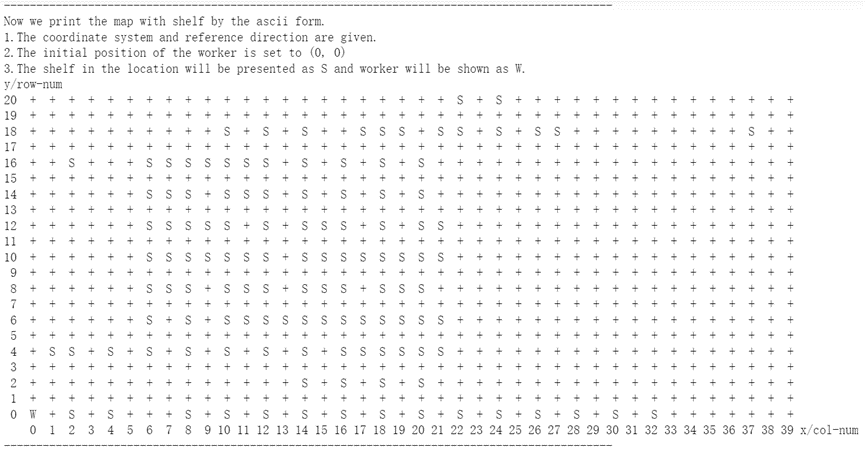 --------------------------------------------------------------------------------
Now we print the map with shelf by the ascii form.
1.The coordinate system and reference direction are given.
2.The initial position of the worker is set to (0, 0)
3.The shelf in the location will be presented as S and worker will be shown as W.
y/row-num
20 + + + + + + + + + + + + + + + + + + + + + + S + S + + + + + + + + + + + + + + +
19 + + + + + + + + + + + + + + + + + + + + + + + + + + + + + + + + + + + + + + + +
18 + + + + + + + + + + S + S + S + + S S S + S S + S + S S + + + + + + + + + S + +
17 + + + + + + + + + + + + + + + + + + + + + + + + + + + + + + + + + + + + + + + +
16 + + S + + + S S S S S S S + S + S + S + S + + + + + + + + + + + + + + + + + + +
15 + + + + + + + + + + + + + + + + + + + + + + + + + + + + + + + + + + + + + + + +
14 + + + + + + S S S + S S S + S + S + S + S + + + + + + + + + + + + + + + + + + +
13 + + + + + + + + + + + + + + + + + + + + + + + + + + + + + + + + + + + + + + + +
12 + + + + + + S S S S S + S + S S S + S + S S + + + + + + + + + + + + + + + + + +
11 + + + + + + + + + + + + + + + + + + + + + + + + + + + + + + + + + + + + + + + +
10 + + + + + + S S S S S S S + S S S S S S S S + + + + + + + + + + + + + + + + + +
9 + + + + + + + + + + + + + + + + + + + + + + + + + + + + + + + + + + + + + + + +
8 + + + + + + S S S + S S S + S S S + S S S + + + + + + + + + + + + + + + + + + +
7 + + + + + + + + + + + + + + + + + + + + + + + + + + + + + + + + + + + + + + + +
6 + + + + + + S + S + S S S S S S S S S S S S + + + + + + + + + + + + + + + + + +
5 + + + + + + + + + + + + + + + + + + + + + + + + + + + + + + + + + + + + + + + +
4 + S S + S + S + S + S + S + S + S S S S S S + + + + + + + + + + + + + + + + + +
3 + + + + + + + + + + + + + + + + + + + + + + + + + + + + + + + + + + + + + + + +
2 + + + + + + + + + + + + + + S + S + S + S + + + + + + + + + + + + + + + + + + +
1 + + + + + + + + + + + + + + + + + + + + + + + + + + + + + + + + + + + + + + + +
0 W + S + S + + + S + S + S + S + S + S + S + S + S + S + S + S + S + + + + + + +
0 1 2 3 4 5 6 7 8 9 10 11 12 13 14 15 16 17 18 19 20 21 22 23 24 25 26 27 28 29 30 31 32 33 34 35 36 37 38 39 x/col-num
--------------------------------------------------------------------------------